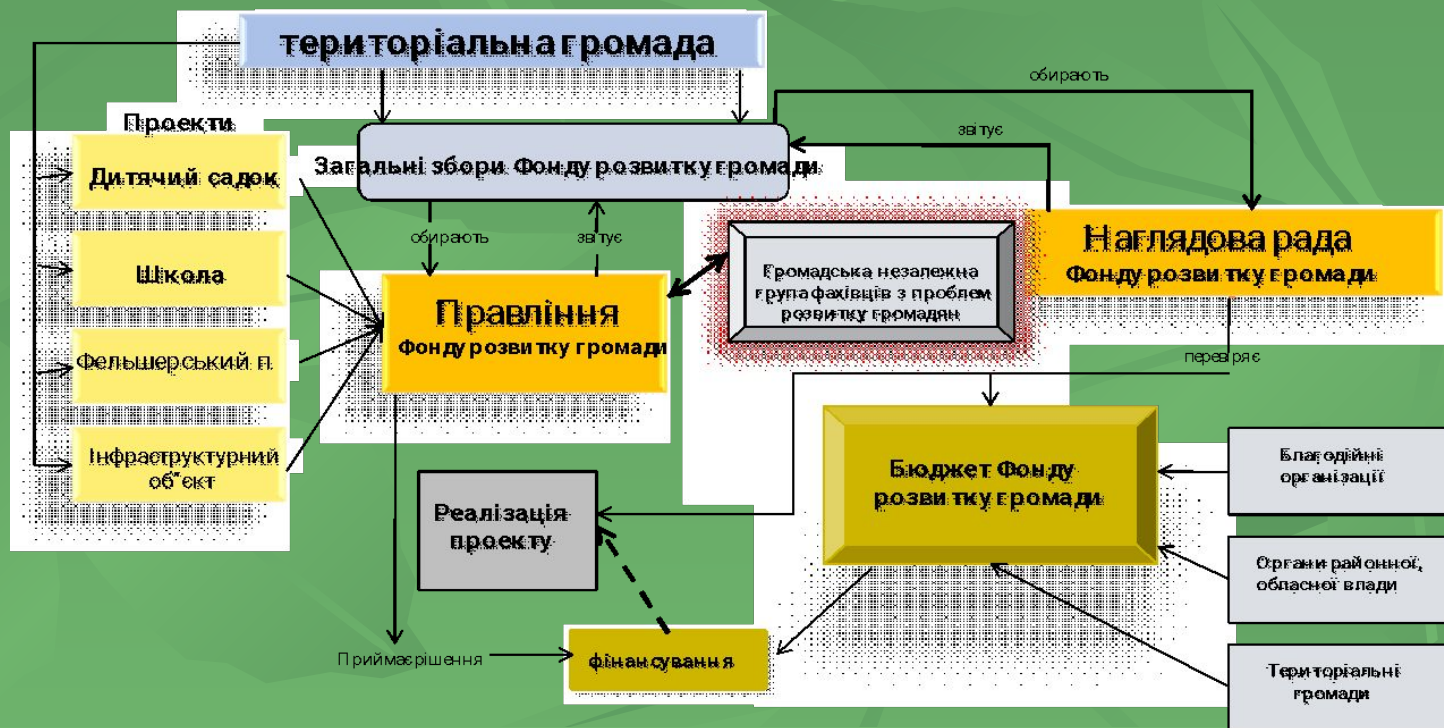 територіальна громада
обирають
Проекти
звітує
Дитячий садок
Загальні збори Фонду розвитку громади
обирають
звітує
Школа
Громадська незалежна
група фахівців з проблем
розвитку громадян
Наглядова рада
Фонду розвитку громади
Правління
Фонду розвитку громади
Фельшерський п.
перевіряє
Інфраструктурний
об"єкт
Бюджет Фонду
розвитку громади
Благодійні
організації
Реалізація
проекту
Органи районної,
обласної влади
Приймає рішення
фінансування
Територіальні
громади